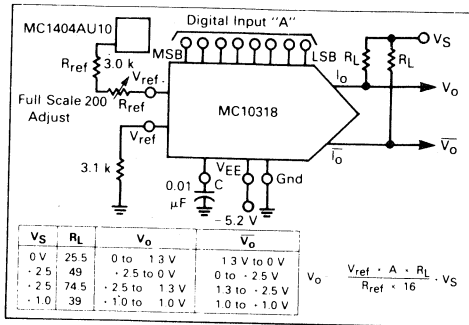 Digital Input "A"
MC1404AU10
MSB
LSB
VS
RL
RL
Rref
3.0 k
Vref
Full Scale 200
Adjust
Rref
MC10318
Io
Vo
Vref
Vo
Io
3.1 k
VEE
Gnd
0.01
µF
C
- 5.2 V
VS RL Vo Vo
0 V 25.5 0 to 1.3 V 1.3 V to 0 V
· 2.5 49 · 2.5 to 0 V 0 to · 2.5 V
· 2.5 74.5 · 2.5 to 1.3 V 1.3 to · 2.5 V
· 1.0 39 · 1.0 to 1.0 V 1.0 to · 1.0 V
Vo
Vref · A · RL
Rref × 16
· VS